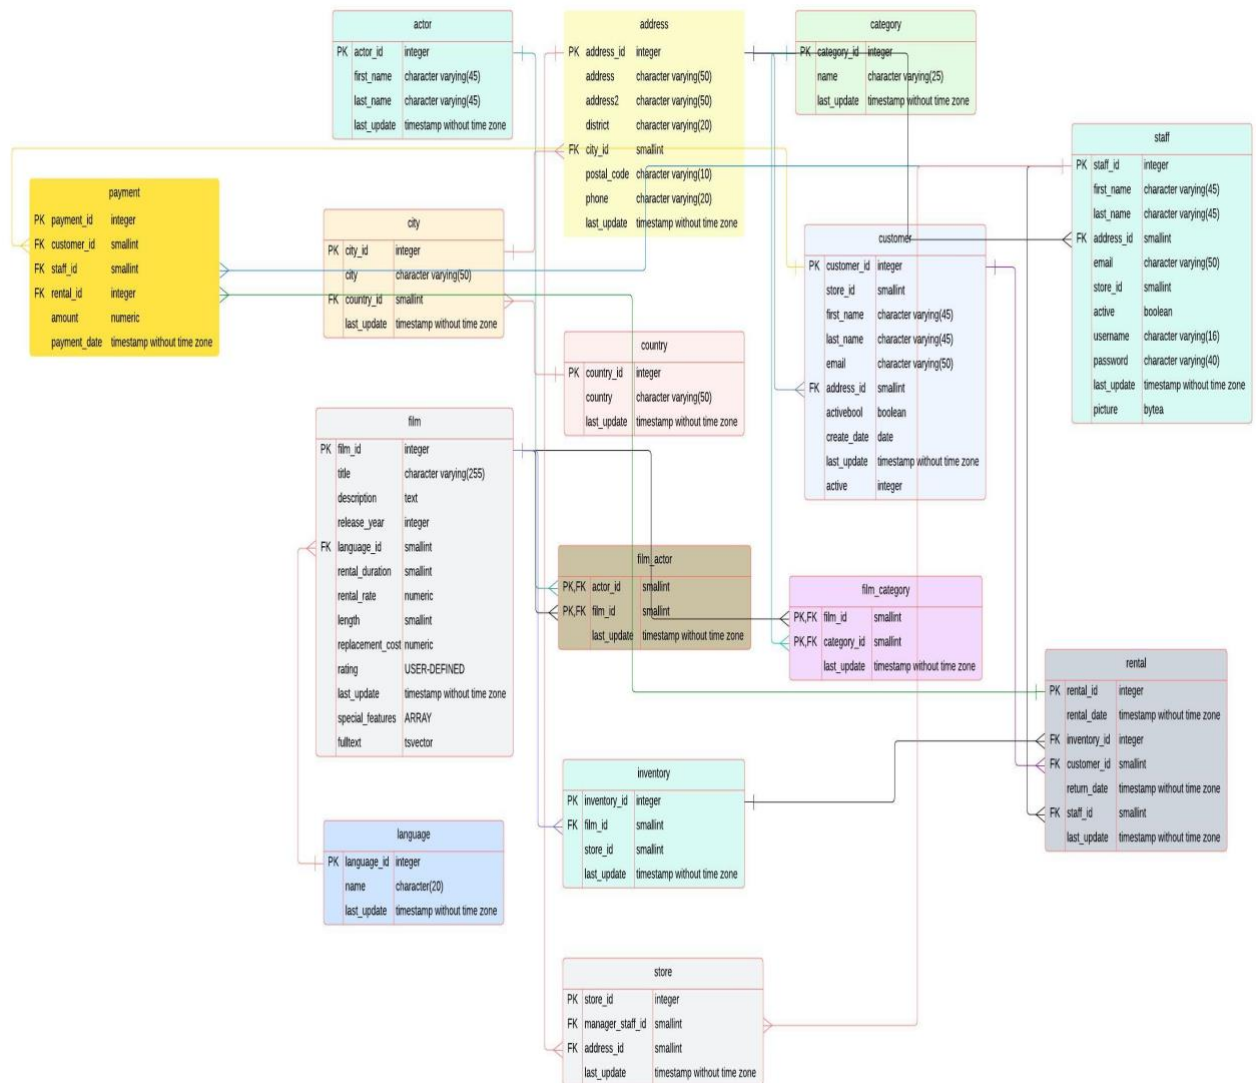 actor
PK actor_id integer
first_name character varying(45)
last_name character varying(45)
last_update timestamp without time zone
address
PK address_id integer
address character varying(50)
address2 character varying(50)
district character varying(20)
FK city_id smallint
postal_code character varying(10)
phone character varying(20)
last_update timestamp without time zone
category
PK category_id integer
name character varying(25)
last_update timestamp without time zone
staff
PK staff_id integer
first_name character varying(45)
last_name character varying(45)
FK address_id smallint
email character varying(50)
store_id smallint
active boolean
username character varying(16)
password character varying(40)
last_update timestamp without time zone
picture bytea
payment
PK payment_id integer
FK customer_id smallint
FK staff_id smallint
FK rental_id integer
amount numeric
payment_date timestamp without time zone
city
PK city_id integer
city character varying(50)
FK country_id smallint
last_update timestamp without time zone
customer
PK customer_id integer
store_id smallint
first_name character varying(45)
last_name character varying(45)
email character varying(50)
FK address_id smallint
activebool boolean
create_date date
last_update timestamp without time zone
active integer
country
PK country_id integer
country character varying(50)
last_update timestamp without time zone
film
PK film_id integer
title character varying(255)
description text
release_year integer
FK language_id smallint
rental_duration smallint
rental_rate numeric
length smallint
replacement_cost numeric
rating USER-DEFINED
last_update timestamp without time zone
special_features ARRAY
fulltext tsvector
film_actor
PK,FK actor_id smallint
PK,FK film_id smallint
last_update timestamp without time zone
film_category
PK,FK film_id smallint
PK,FK category_id smallint
last_update timestamp without time zone
rental
PK rental_id integer
rental_date timestamp without time zone
FK inventory_id integer
FK customer_id smallint
return_date timestamp without time zone
FK staff_id smallint
last_update timestamp without time zone
inventory
PK inventory_id integer
FK film_id smallint
store_id smallint
last_update timestamp without time zone
language
PK language_id integer
name character(20)
last_update timestamp without time zone
store
PK store_id integer
FK manager_staff_id smallint
FK address_id smallint
last_update timestamp without time zone